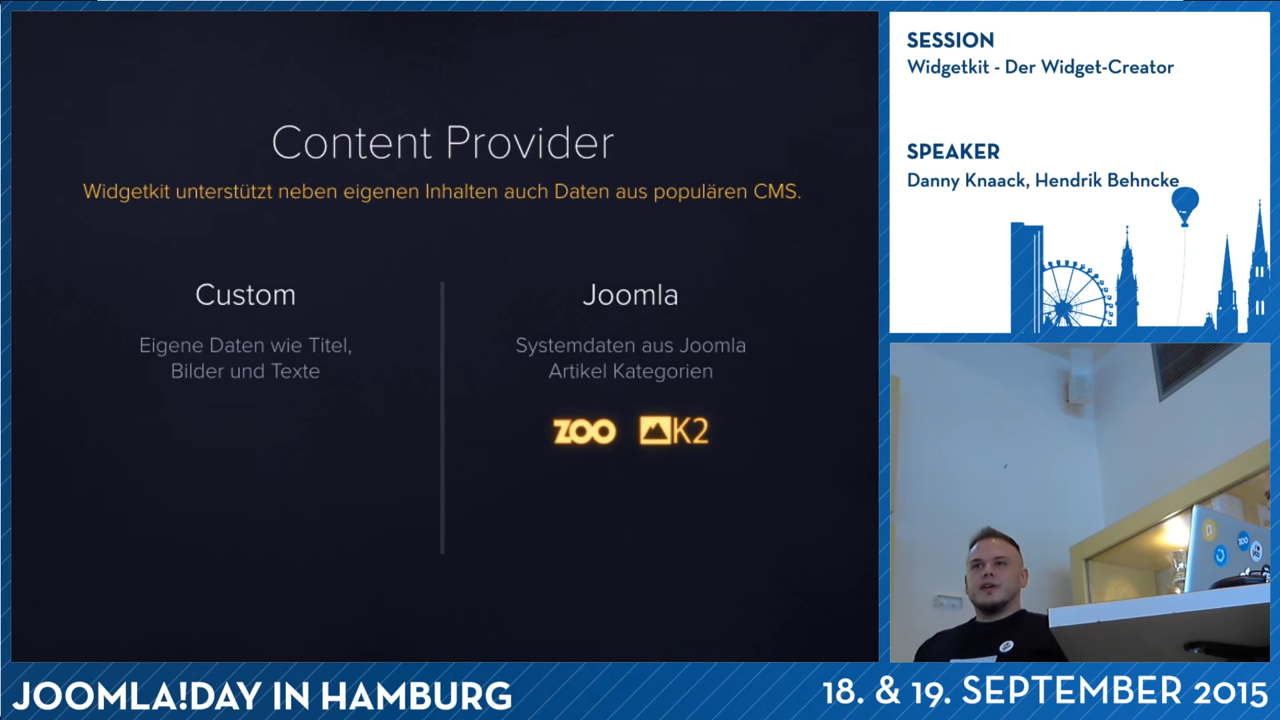 Content Provider
Widgetkit unterstützt neben eigenen Inhalten auch Daten aus populären CMS.
Custom
Eigene Daten wie Titel,
Bilder und Texte
Joomla
Systemdaten aus Joomla
Artikel Kategorien
ZOO K2
SESSION
Widgetkit - Der Widget-Creator
SPEAKER
Danny Knaack, Hendrik Behncke
ZOO
JOOMLA!DAY IN HAMBURG
18. & 19. SEPTEMBER 2015